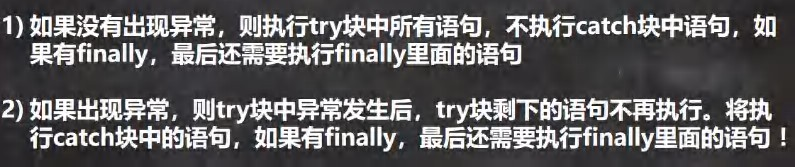 1) 如果没有出现异常，则执行try块中所有语句，不执行catch块中语句，如
果有finally，最后还需要执行finally里面的语句
2) 如果出现异常，则try块中异常发生后，try块剩下的语句不再执行。将执
行catch块中的语句，如果有finally，最后还需要执行finally里面的语句！